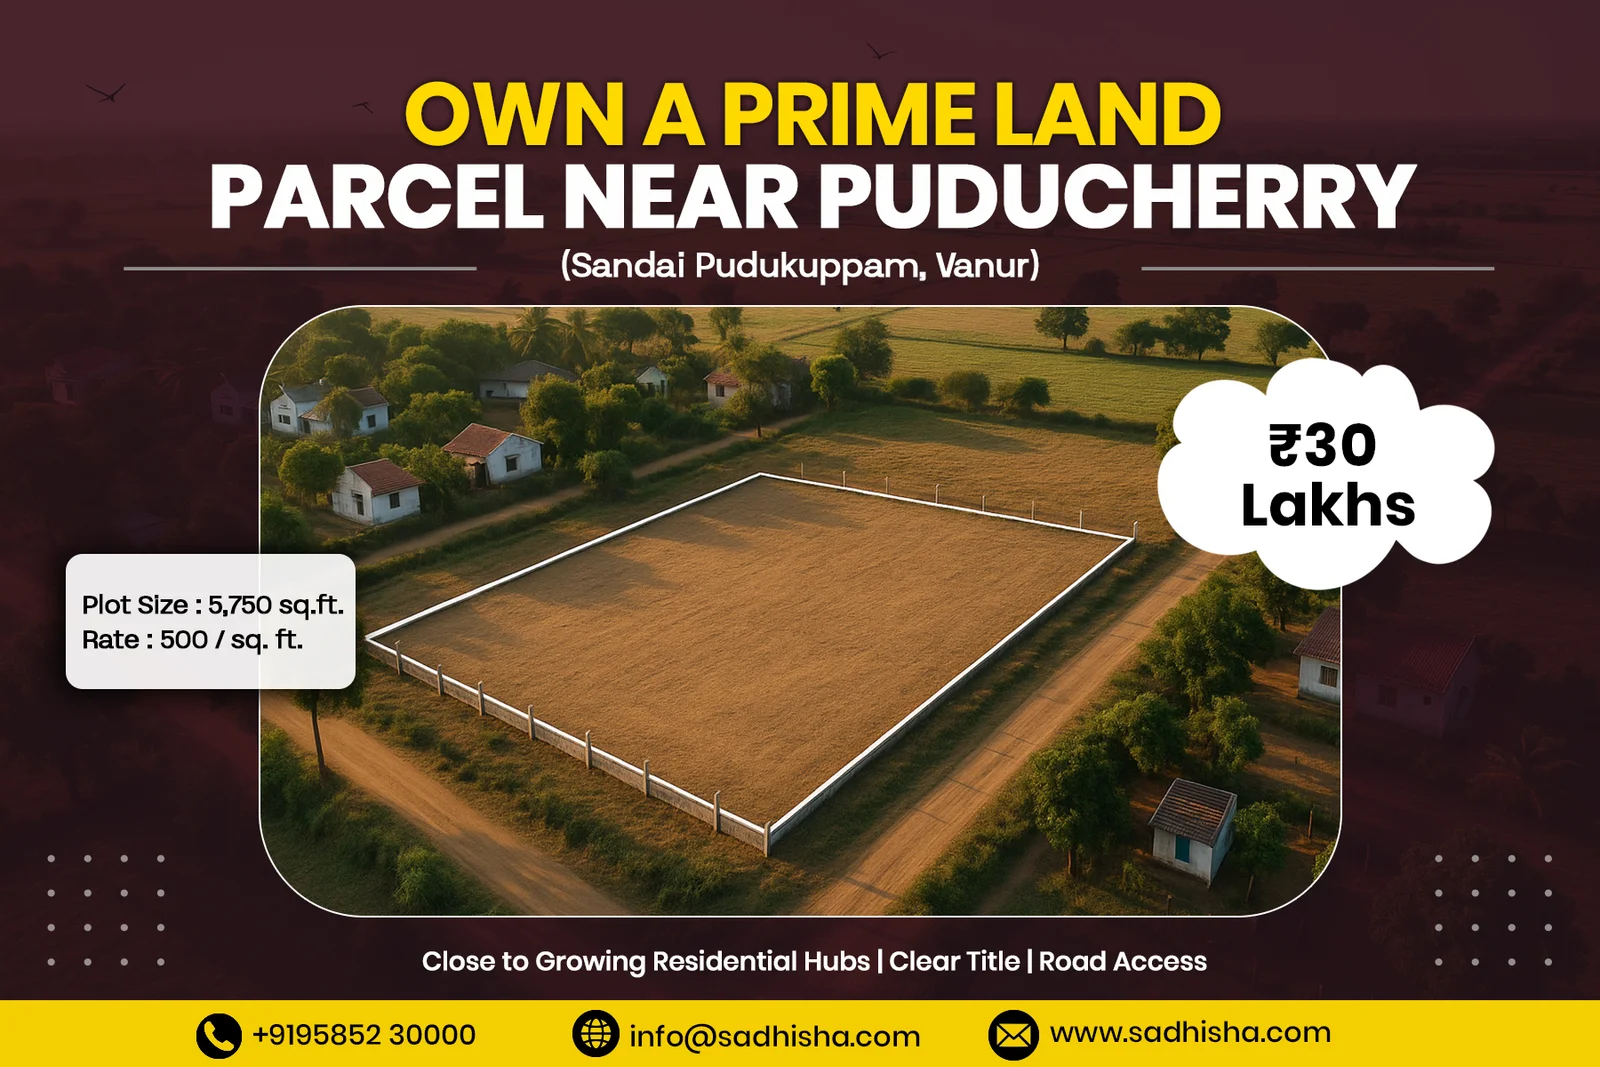 OWN A PRIME LAND
PARCEL NEAR PUDUCHERRY
(Sandai Pudukuppam, Vanur)
₹30
Lakhs
Plot Size : 5,750 sq.ft.
Rate : 500 / sq. ft.
Close to Growing Residential Hubs | Clear Title | Road Access
+9195852 30000
info@sadhisha.com
www.sadhisha.com